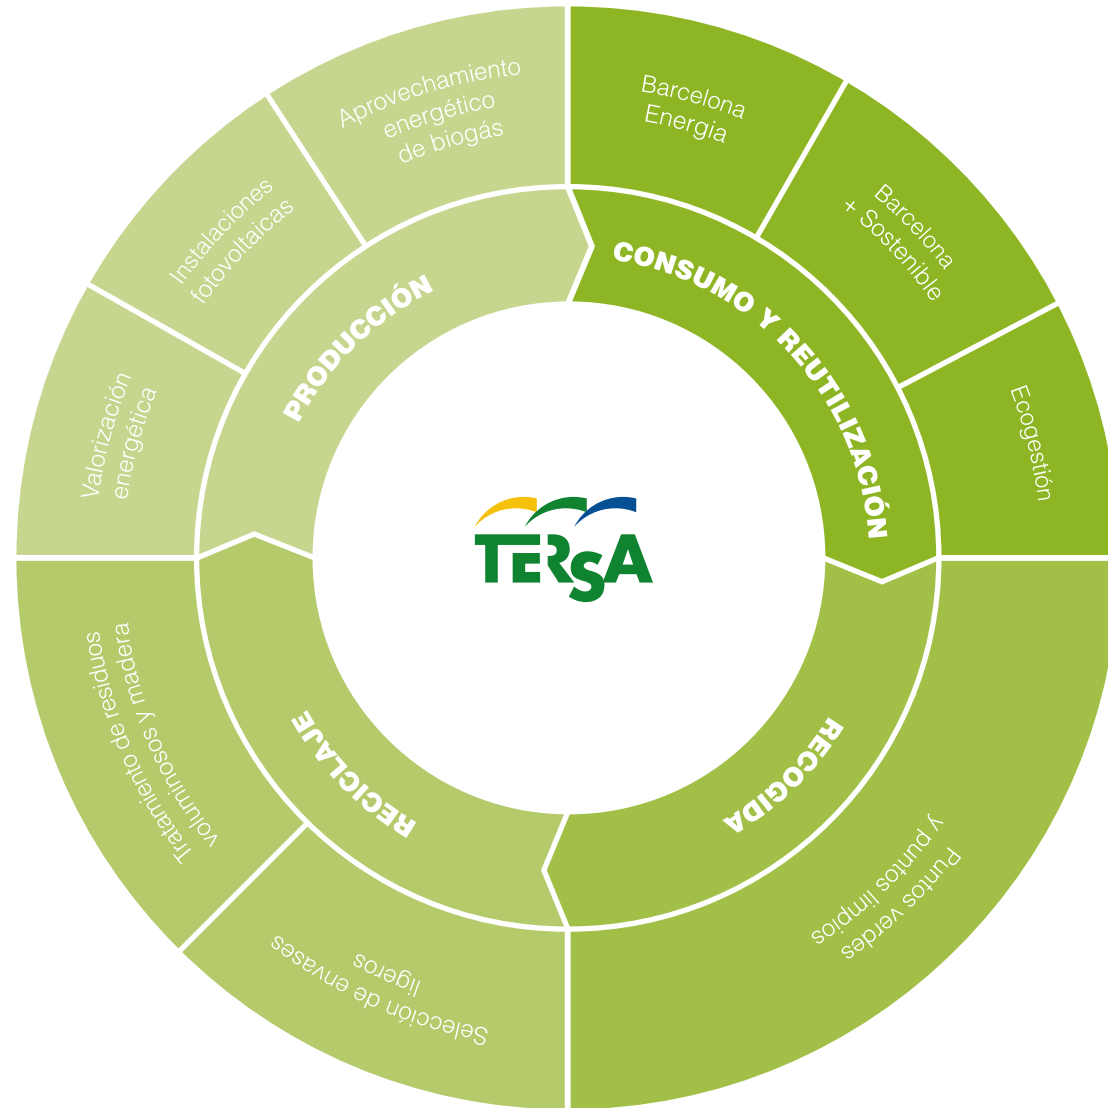 CONSUMO Y REUTILIZACIÓN
Barcelona
Energia
Barcelona
+ Sostenible
Ecogestión
RECOGIDA
Puntos verdes
y puntos limpios
RECICLAJE
Selección de envases
ligeros
Tratamiento de residuos
voluminosos y madera
PRODUCCIÓN
Valorización
energética
Instalaciones
fotovoltaicas
Aprovechamiento
energético
de biogás
TERSA